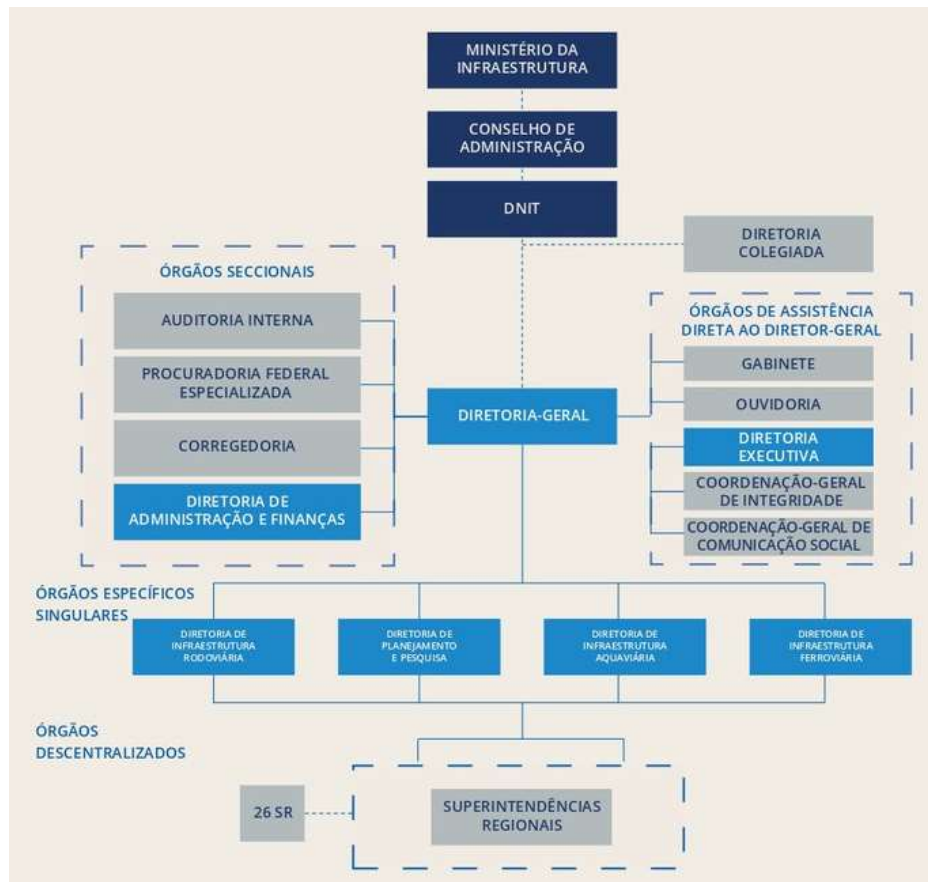 MINISTÉRIO DA
INFRAESTRUTURA
CONSELHO DE
ADMINISTRAÇÃO
DNIT
DIRETORIA
COLEGIADA
ÓRGÃOS SECCIONAIS
AUDITORIA INTERNA
PROCURADORIA FEDERAL
ESPECIALIZADA
CORREGEDORIA
DIRETORIA DE
ADMINISTRAÇÃO E FINANÇAS
DIRETORIA-GERAL
ÓRGÃOS DE ASSISTÊNCIA
DIRETA AO DIRETOR-GERAL
GABINETE
OUVIDORIA
DIRETORIA
EXECUTIVA
COORDENAÇÃO-GERAL
DE INTEGRIDADE
COORDENAÇÃO-GERAL DE
COMUNICAÇÃO SOCIAL
ÓRGÃOS ESPECÍFICOS
SINGULARES
DIRETORIA DE
INFRAESTRUTURA
RODOVIÁRIA
DIRETORIA DE
PLANEJAMENTO
E PESQUISA
DIRETORIA DE
INFRAESTRUTURA
AQUAVIÁRIA
DIRETORIA DE
INFRAESTRUTURA
FERROVIÁRIA
ÓRGÃOS
DESCENTRALIZADOS
26 SR
SUPERINTENDÊNCIAS
REGIONAIS